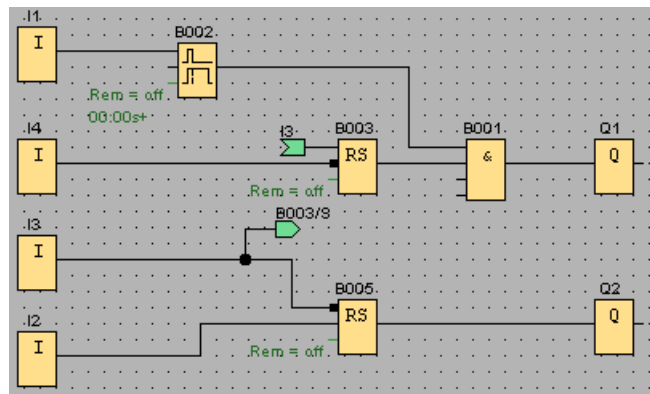 I1
I
B002
Rem = off
00:00s+
I4
I
I3
B003
RS
Rem = off
B001
&
Q1
Q
I3
I
B003/S
B005
RS
Rem = off
Q2
Q
I2
I